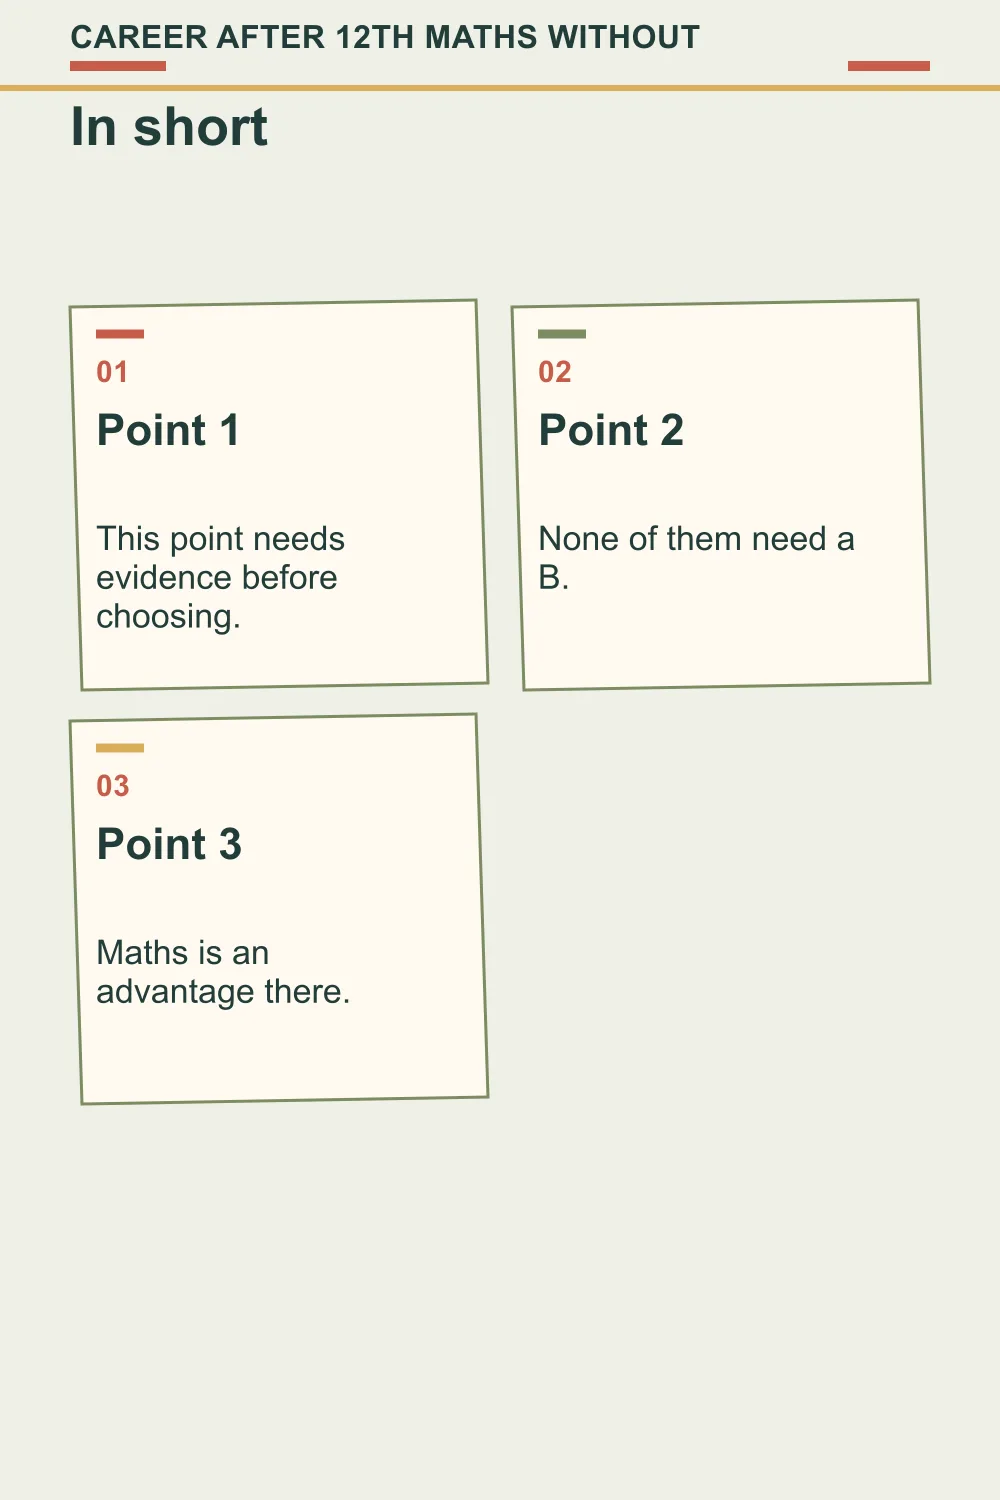 CAREER AFTER 12TH MATHS WITHOUT
In short
01
Point 1
This point needs
evidence before
choosing.
02
Point 2
None of them need a
B.
03
Point 3
Maths is an
advantage there.